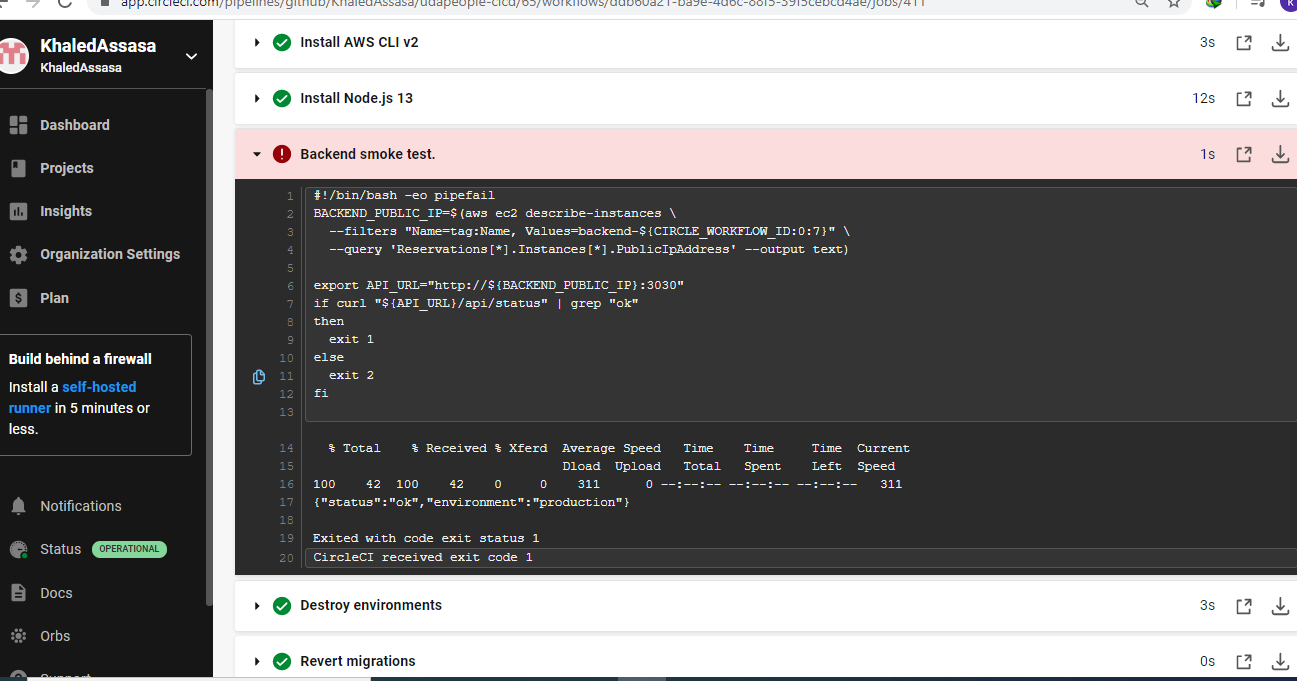 app.circleci.com/pipelines/github/KhaledAssasa/udapeople-cicd/65/workflows/ddb60a21-ba9e-4d6c-88f5-39f5cebcd4ae/jobs/411
KhaledAssasa
KhaledAssasa
Dashboard
Projects
Insights
Organization Settings
Plan
Build behind a firewall
Install a self-hosted
runner in 5 minutes or
less.
Notifications
Status OPERATIONAL
Docs
Orbs
Support
Install AWS CLI v2 3s
Install Node.js 13 12s
Backend smoke test. 1s
1 #!/bin/bash -eo pipefail
2 BACKEND_PUBLIC_IP=$(aws ec2 describe-instances \
3 --filters "Name=tag:Name, Values=backend-${CIRCLE_WORKFLOW_ID:0:7}" \
4 --query 'Reservations[*].Instances[*].PublicIpAddress' --output text)
5
6 export API_URL="http://${BACKEND_PUBLIC_IP}:3030"
7 if curl "${API_URL}/api/status" | grep "ok"
8 then
9 exit 1
10 else
11 exit 2
12 fi
13
14 % Total % Received % Xferd Average Speed Time Time Time Current
15 Dload Upload Total Spent Left Speed
16 100 42 100 42 0 0 311 0 --:--:-- --:--:-- --:--:-- 311
17 {"status":"ok","environment":"production"}
18
19 Exited with code exit status 1
20 CircleCI received exit code 1
Destroy environments 3s
Revert migrations 0s